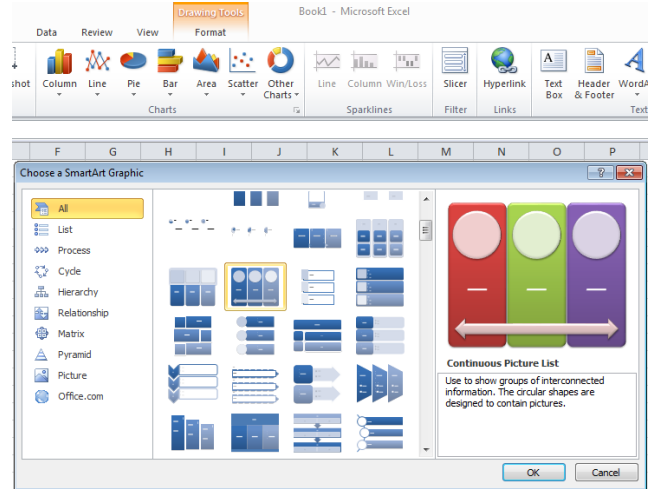 Drawing Tools Book1 - Microsoft Excel
Data Review View Format
shot Column Line Pie Bar Area Scatter Other Charts Line Column Win/Loss Slicer Hyperlink Text Box Header & Footer WordA
Charts Sparklines Filter Links Text
F G H I J K L M N O P
Choose a SmartArt Graphic
All
List
Process
Cycle
Hierarchy
Relationship
Matrix
Pyramid
Picture
Office.com
Continuous Picture List
Use to show groups of interconnected
information. The circular shapes are
designed to contain pictures.
OK Cancel